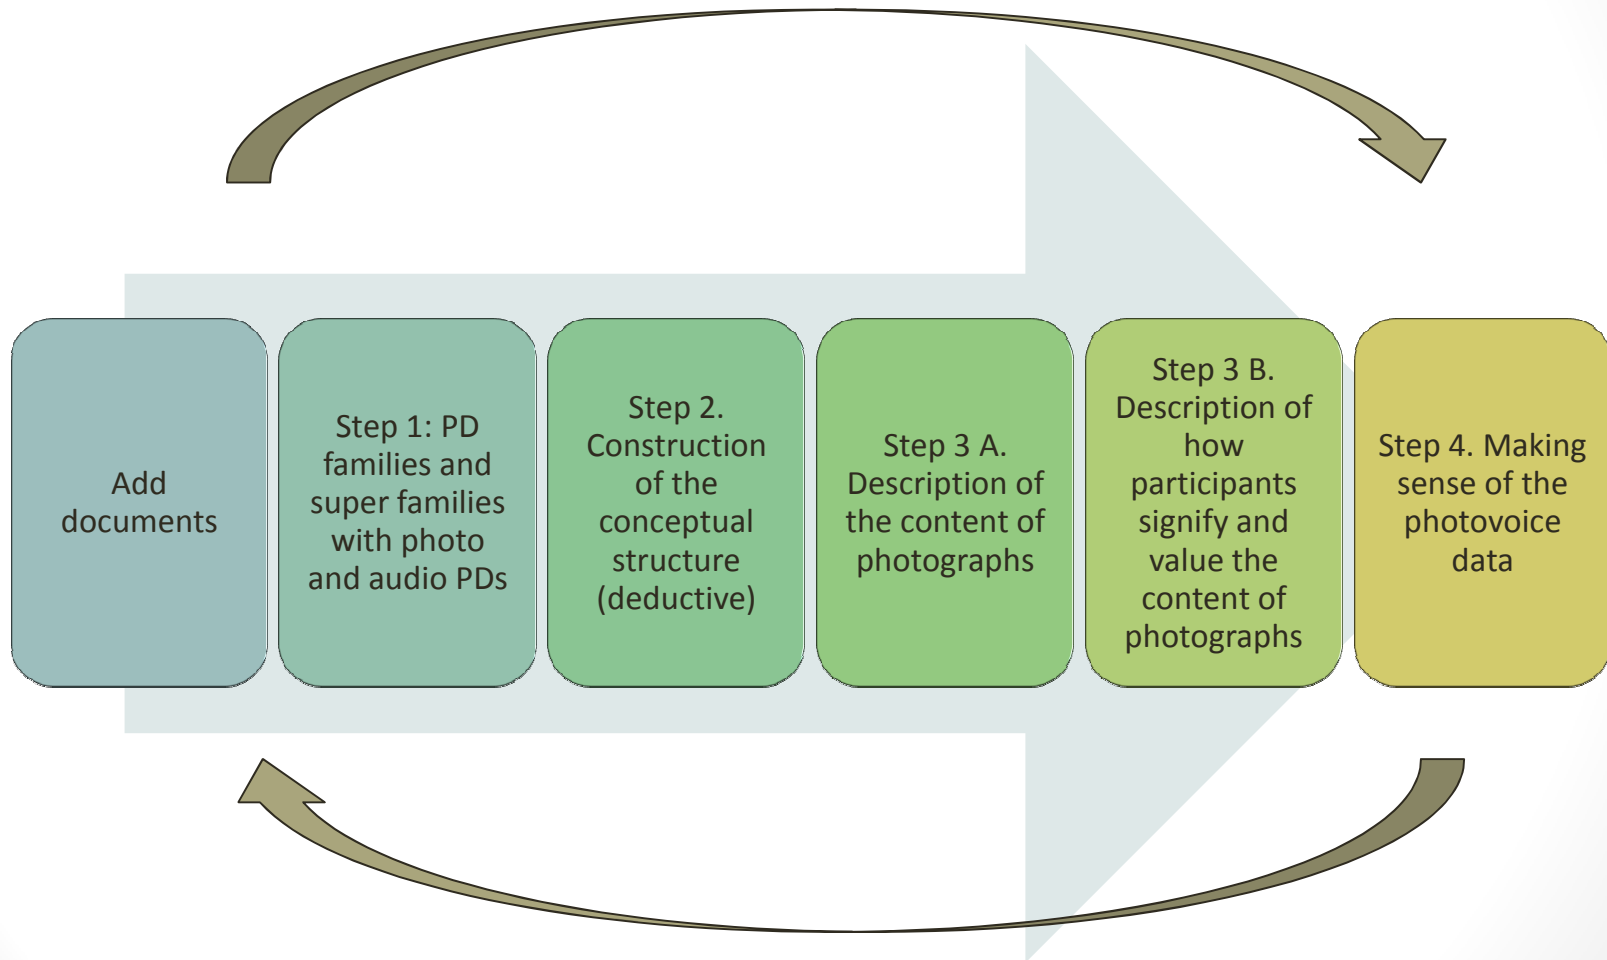 Add
documents
Step 1: PD
families and
super families
with photo
and audio PDs
Step 2.
Construction
of the
conceptual
structure
(deductive)
Step 3 A.
Description of
the content of
photographs
Step 3 B.
Description of
how
participants
signify and
value the
content of
photographs
Step 4. Making
sense of the
photovoice
data